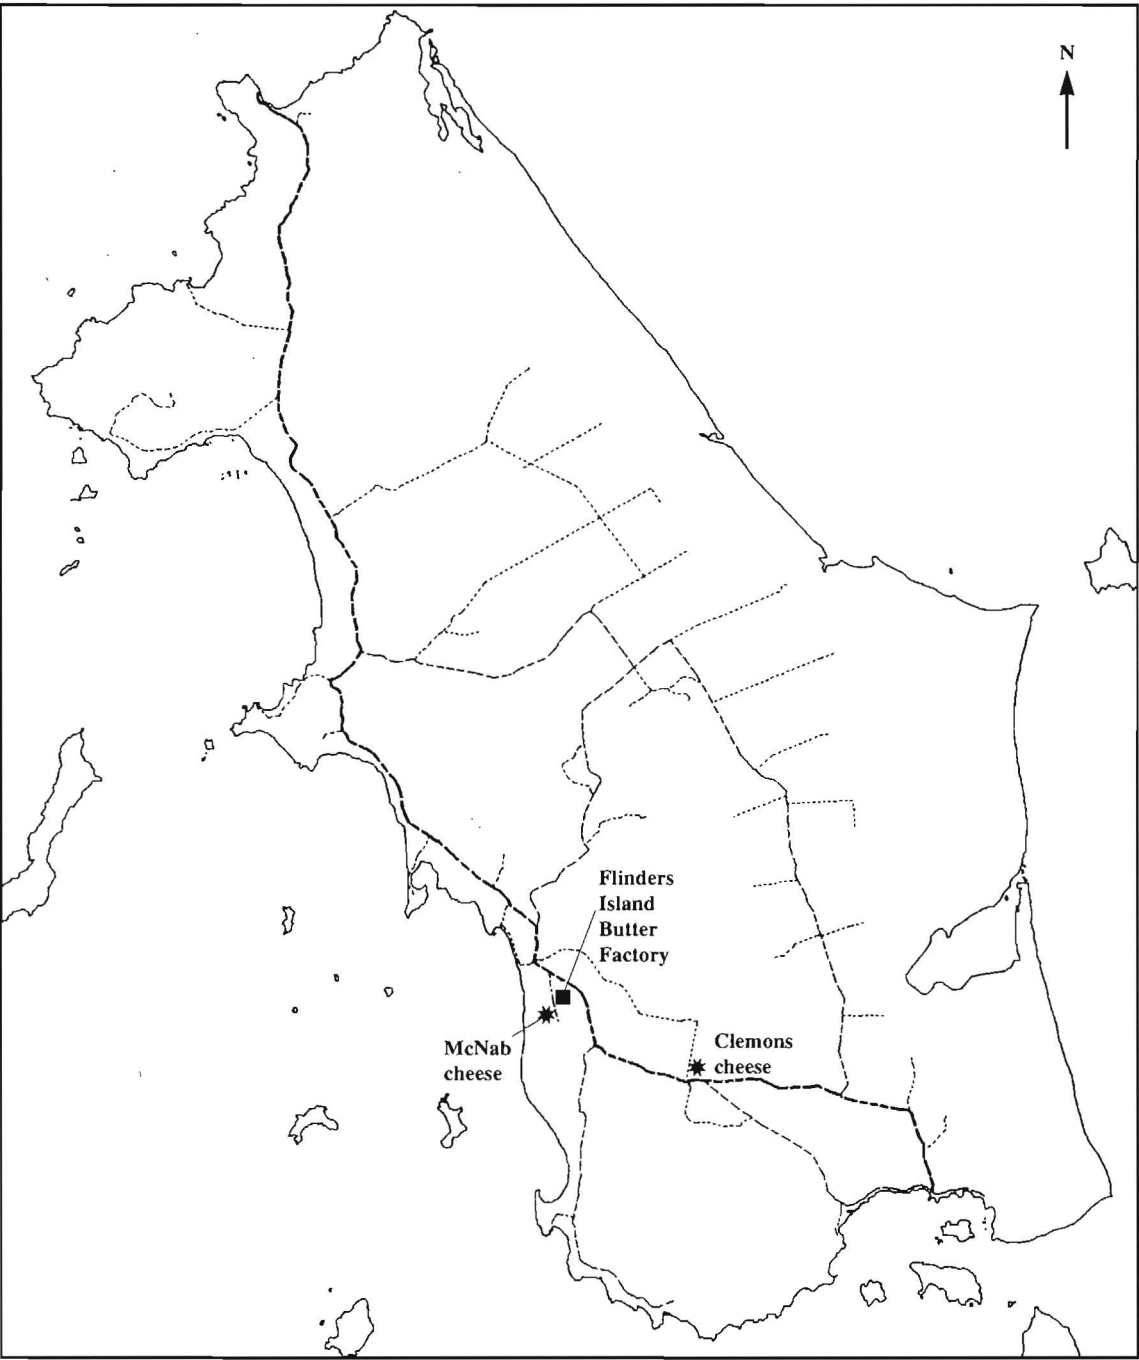 N
Flinders
Island
Butter
Factory
McNab
cheese
Clemons
cheese